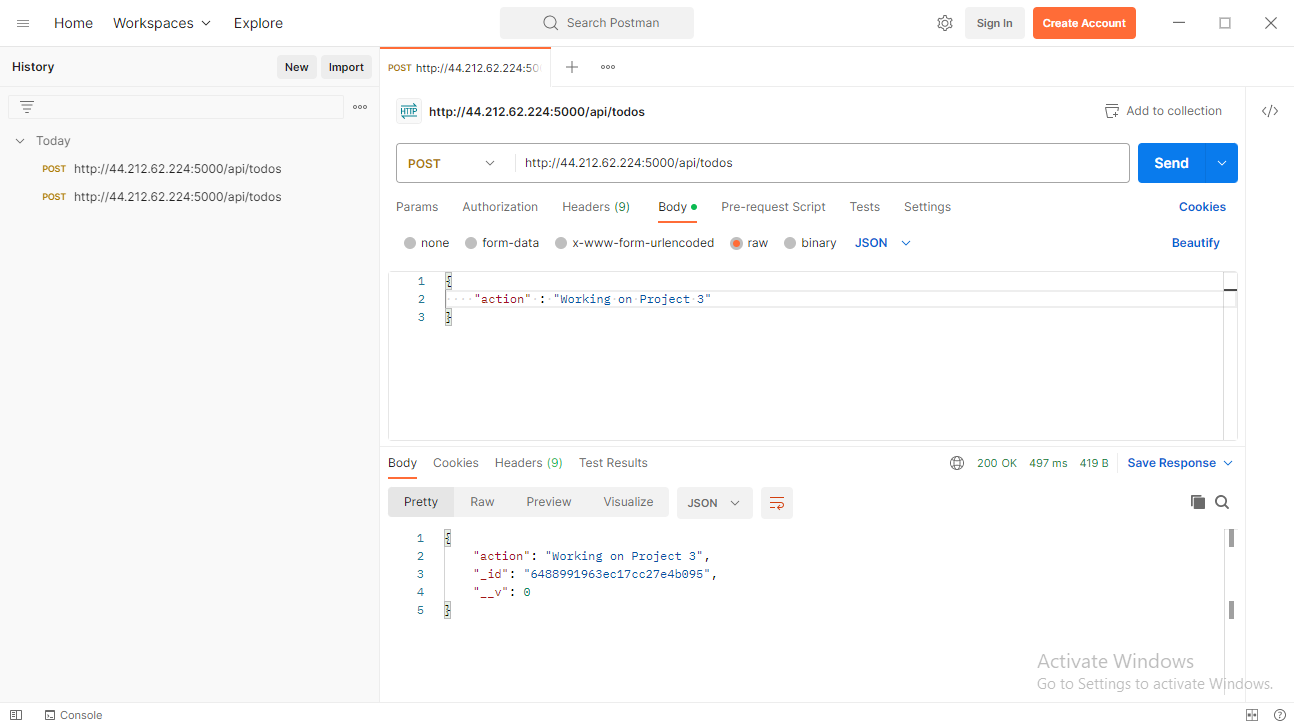 Home Workspaces Explore Search Postman Sign In Create Account
History New Import
POST http://44.212.62.224:50
http://44.212.62.224:5000/api/todos Add to collection
HTTP
Today
POST http://44.212.62.224:5000/api/todos
POST http://44.212.62.224:5000/api/todos
POST http://44.212.62.224:5000/api/todos Send
Params Authorization Headers (9) Body Pre-request Script Tests Settings Cookies
none form-data x-www-form-urlencoded raw binary JSON Beautify
1 {
2 "action" : "Working on Project 3"
3 }
Body Cookies Headers (9) Test Results 200 OK 497 ms 419 B Save Response
Pretty Raw Preview Visualize JSON
1 {
2 "action": "Working on Project 3",
3 "_id": "6488991963ec17cc27e4b095",
4 "__v": 0
5 }
Activate Windows
Go to Settings to activate Windows.
Console